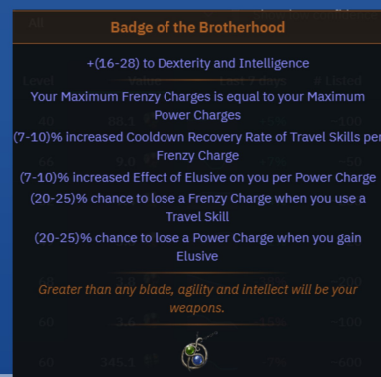 Badge of the Brotherhood
+(16-28) to Dexterity and Intelligence
Your Maximum Frenzy Charges is equal to your Maximum
Power Charges
(7-10)% increased Cooldown Recovery Rate of Travel Skills per
Frenzy Charge
(7-10)% increased Effect of Elusive on you per Power Charge
(20-25)% chance to lose a Frenzy Charge when you use a
Travel Skill
(20-25)% chance to lose a Power Charge when you gain
Elusive
Greater than any blade, agility and intellect will be your
weapons.